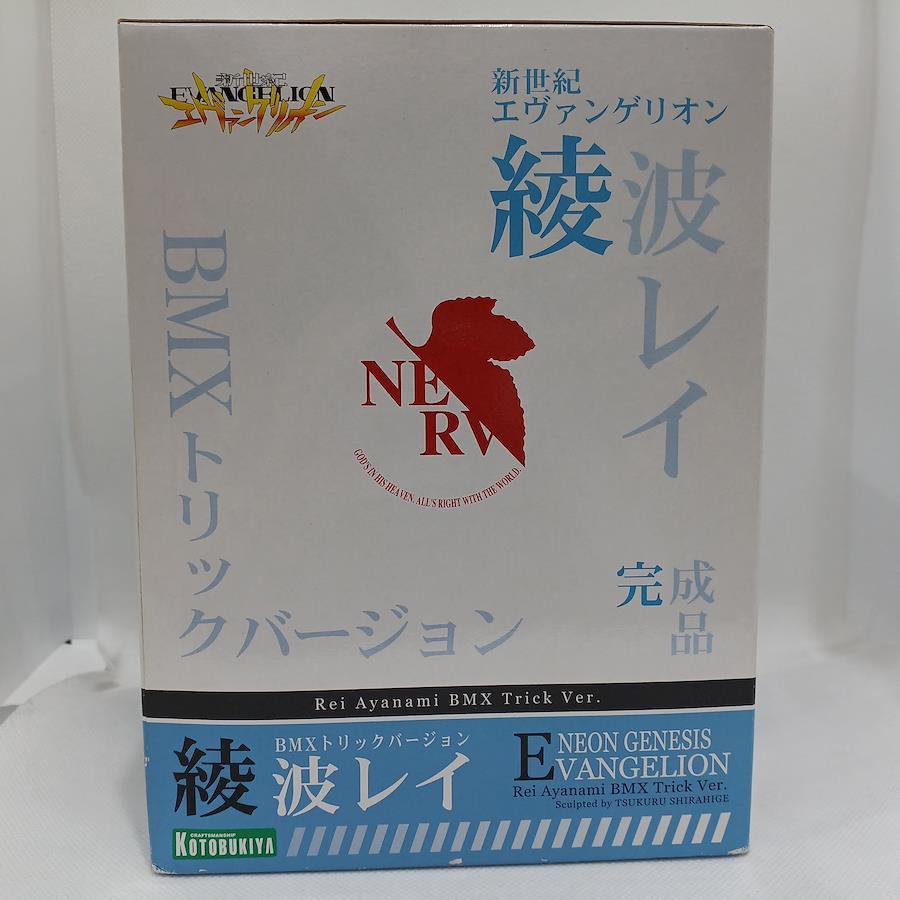 新世紀
EVANGELION
エヴァンゲリオン
新世紀
エヴァンゲリオン
綾波レイ
BMXトリックバージョン
NERV
GOD'S IN HIS HEAVEN. ALL'S RIGHT WITH THE WORLD.
完成品
Rei Ayanami BMX Trick Ver.
BMXトリックバージョン
綾波レイ
NEON GENESIS
EVANGELION
Rei Ayanami BMX Trick Ver.
Sculpted by TSUKURU SHIRAHIGE
CRAFTSMANSHIP
KOTOBUKIYA